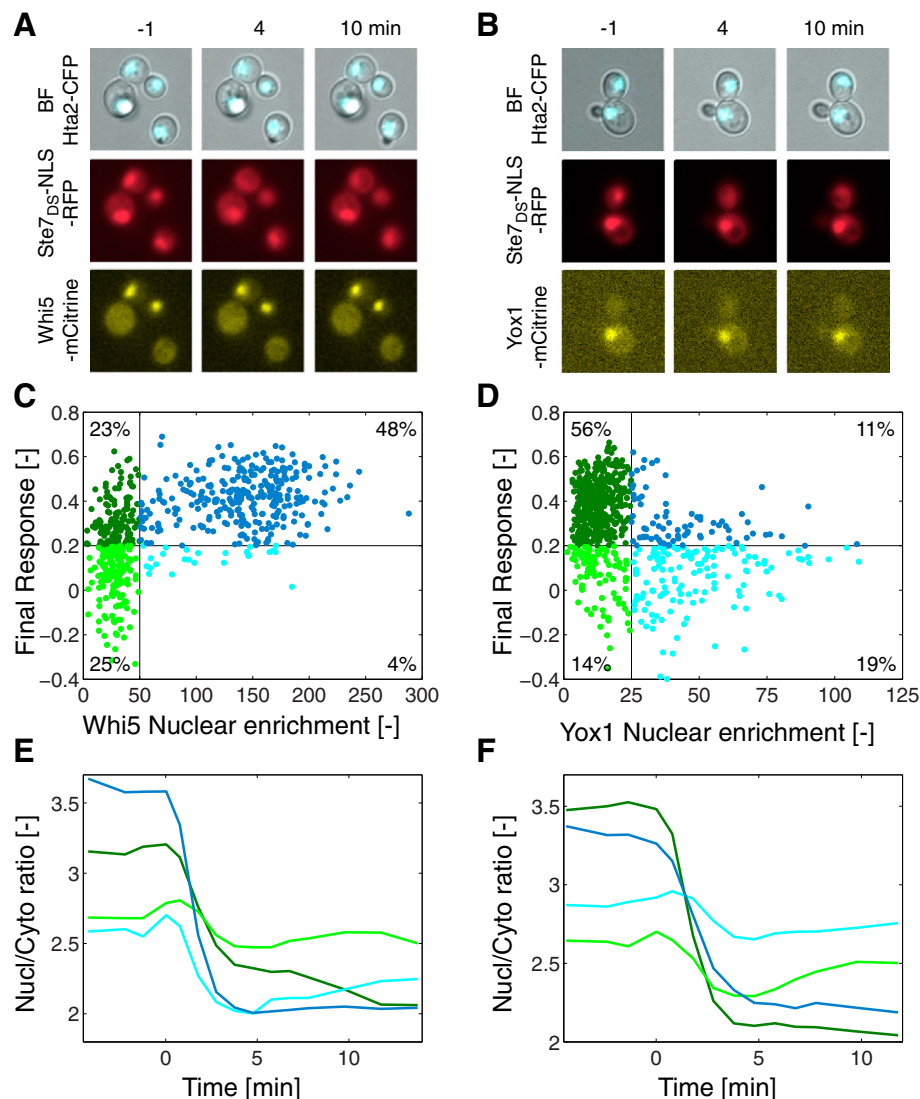 A
-1 4 10 min
BF
Hta2-CFP
Ste7DS-NLS
-RFP
Whi5
-mCitrine
B
-1 4 10 min
BF
Hta2-CFP
Ste7DS-NLS
-RFP
Yox1
-mCitrine
C
0.8
0.6
0.4
0.2
0
−0.2
−0.4
Final Response [-]
23% 48%
25% 4%
0 50 100 150 200 250 300
Whi5 Nuclear enrichment [-]
D
0.8
0.6
0.4
0.2
0
−0.2
−0.4
Final Response [-]
56% 11%
14% 19%
0 25 50 75 100 125
Yox1 Nuclear enrichment [-]
E
3.5
3
2.5
2
Nucl/Cyto ratio [-]
0 5 10
Time [min]
F
3.5
3
2.5
2
Nucl/Cyto ratio [-]
0 5 10
Time [min]